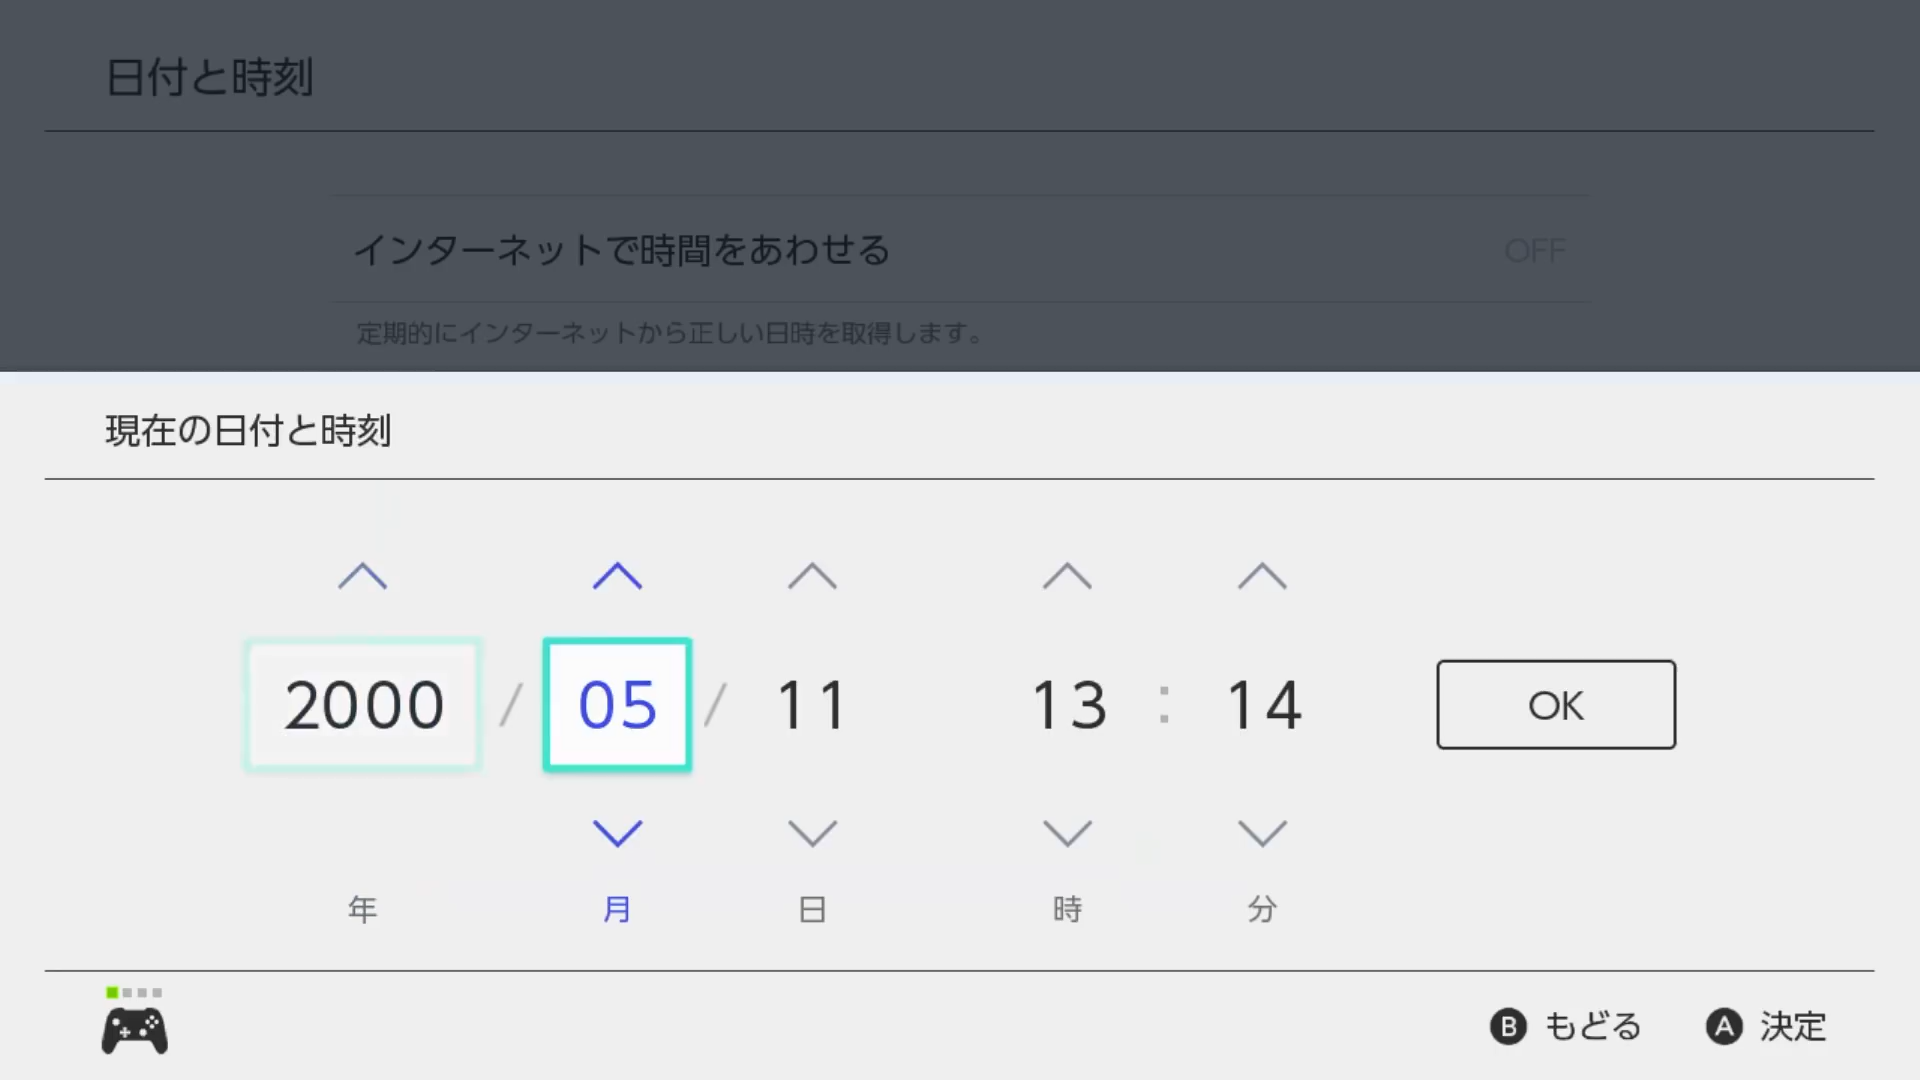 日付と時刻
インターネットで時間をあわせる OFF
定期的にインターネットから正しい日時を取得します。
現在の日付と時刻
2000 / 05 / 11 13 : 14 OK
年 月 日 時 分
B もどる A 決定